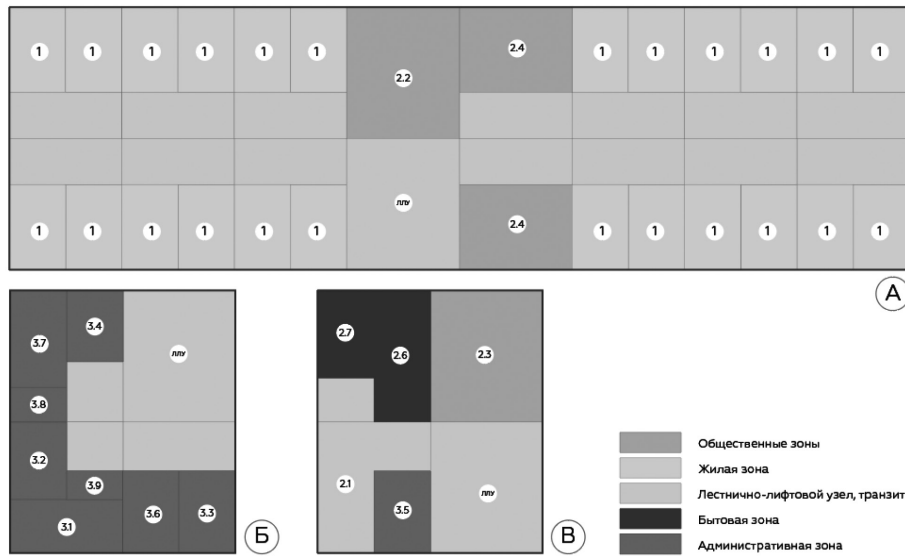 1 1 1 1 1 1 2.2 2.4 1 1 1 1 1 1
1 1 1 1 1 1 ЛЛУ 2.4 1 1 1 1 1 1
А
3.7 3.4 ЛЛУ
3.8
3.2
3.9
3.1 3.6 3.3
Б
2.7 2.6 2.3
2.1 3.5 ЛЛУ
В
Общественные зоны
Жилая зона
Лестнично-лифтовой узел, транзит
Бытовая зона
Административная зона